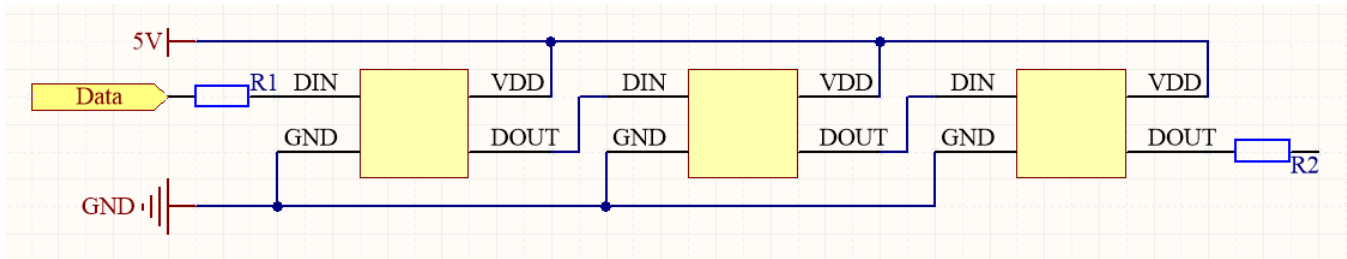 5V
Data
R1
DIN
VDD
DIN
VDD
DIN
VDD
GND
DOUT
GND
DOUT
GND
DOUT
R2
GND